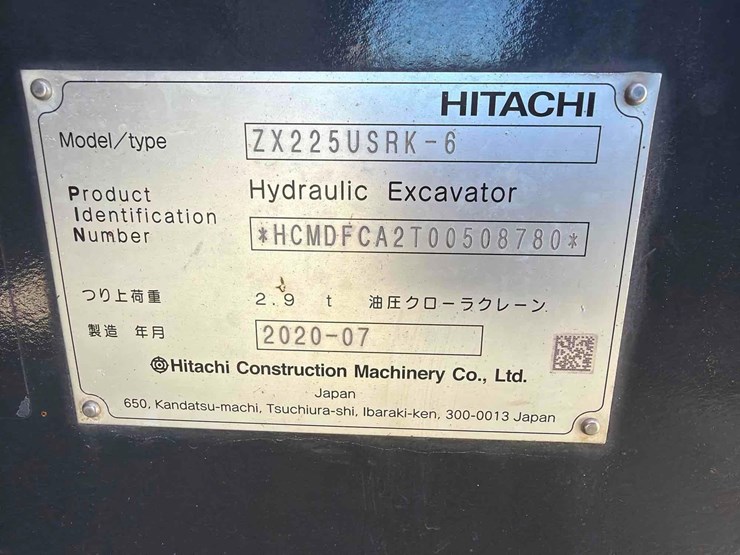 HITACHI
Model/type ZX225USRK-6
Product Identification Number
Hydraulic Excavator
*HCMDFCA2T00508780*
つり上荷重 2.9 t 油圧クローラクレーン
製造 年月 2020-07
Hitachi Construction Machinery Co., Ltd.
Japan
650, Kandatsu-machi, Tsuchiura-shi, Ibaraki-ken, 300-0013 Japan